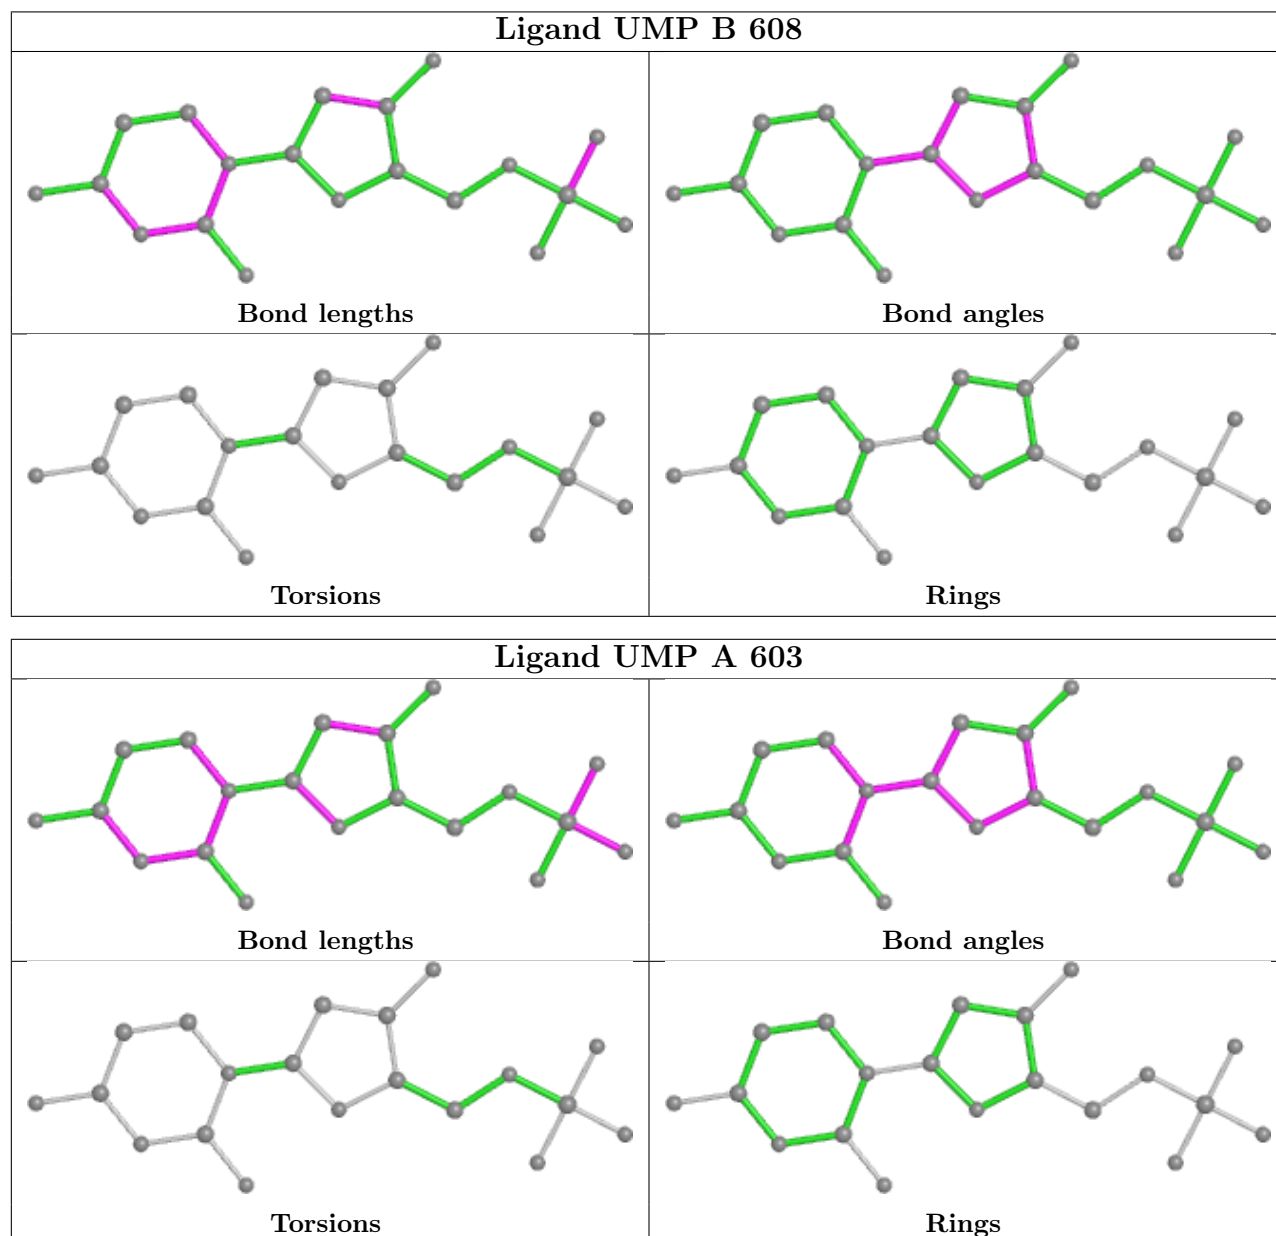 Ligand UMP B 608
Bond lengths
Bond angles
Torsions
Rings
Ligand UMP A 603
Bond lengths
Bond angles
Torsions
Rings